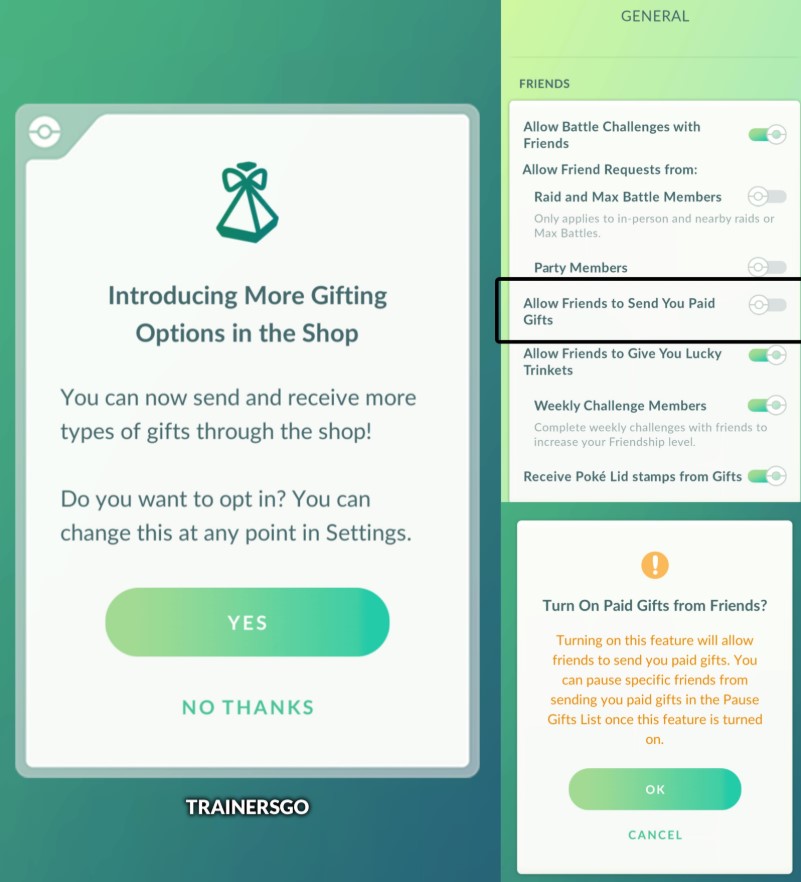 Introducing More Gifting
Options in the Shop
You can now send and receive more
types of gifts through the shop!
Do you want to opt in? You can
change this at any point in Settings.
YES
NO THANKS
TRAINERSGO
GENERAL
FRIENDS
Allow Battle Challenges with
Friends
Allow Friend Requests from:
Raid and Max Battle Members
Only applies to in-person and nearby raids or
Max Battles.
Party Members
Allow Friends to Send You Paid
Gifts
Allow Friends to Give You Lucky
Trinkets
Weekly Challenge Members
Complete weekly challenges with friends to
increase your Friendship level.
Receive Poké Lid stamps from Gifts
Turn On Paid Gifts from Friends?
Turning on this feature will allow
friends to send you paid gifts. You
can pause specific friends from
sending you paid gifts in the Pause
Gifts List once this feature is turned
on.
OK
CANCEL